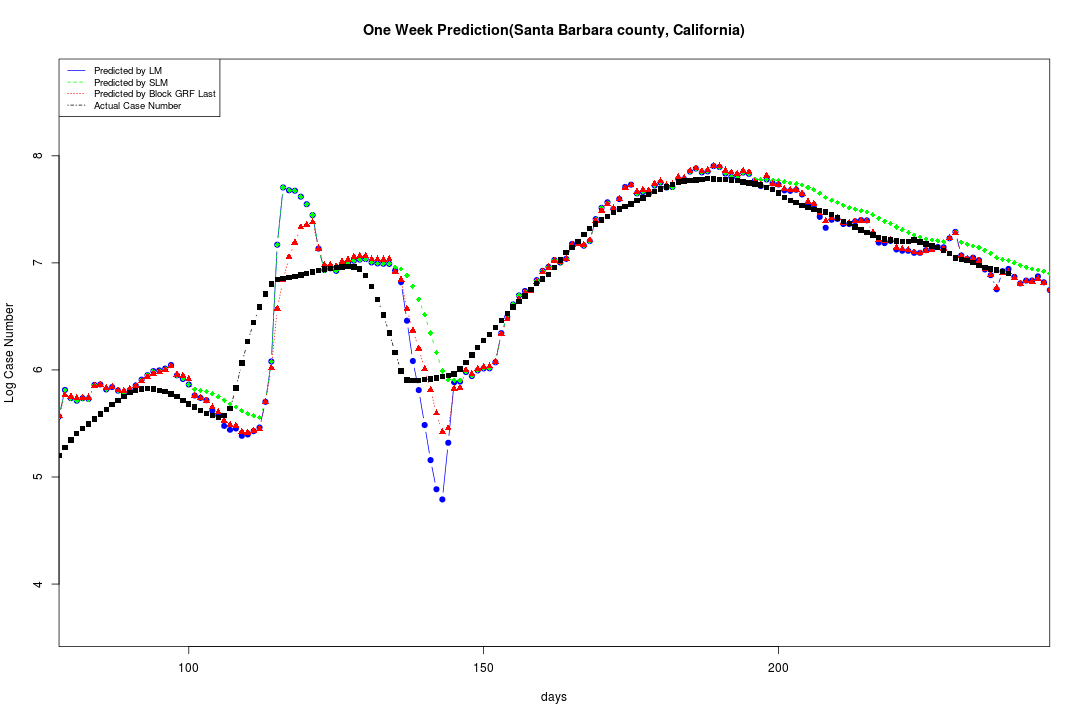 One Week Prediction(Santa Barbara county, California)
Predicted by LM
Predicted by SLM
Predicted by Block GRF Last
Actual Case Number
Log Case Number
8
7
6
5
4
100 150 200
days